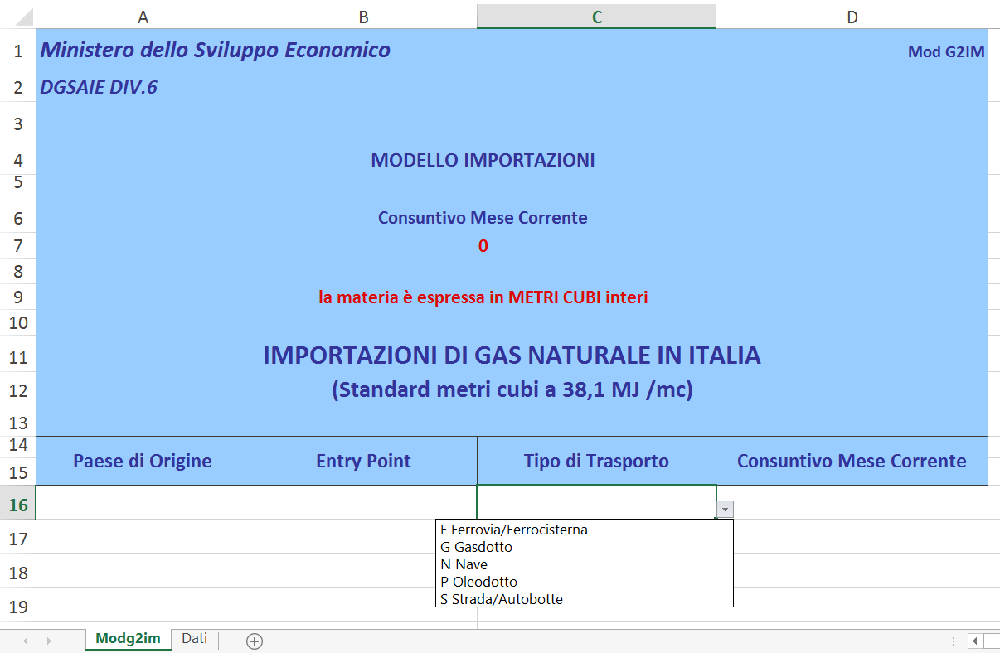 A B C D
1 Ministero dello Sviluppo Economico Mod G2IM
2 DGSAIE DIV.6
3
4 MODELLO IMPORTAZIONI
5
6 Consuntivo Mese Corrente
7 0
8
9 la materia è espressa in METRI CUBI interi
10
11 IMPORTAZIONI DI GAS NATURALE IN ITALIA
12 (Standard metri cubi a 38,1 MJ /mc)
13
14
Paese di Origine Entry Point Tipo di Trasporto Consuntivo Mese Corrente
15
16
F Ferrovia/Ferrocisterna
17
G Gasdotto
N Nave
18
P Oleodotto
S Strada/Autobotte
19
Modg2im Dati